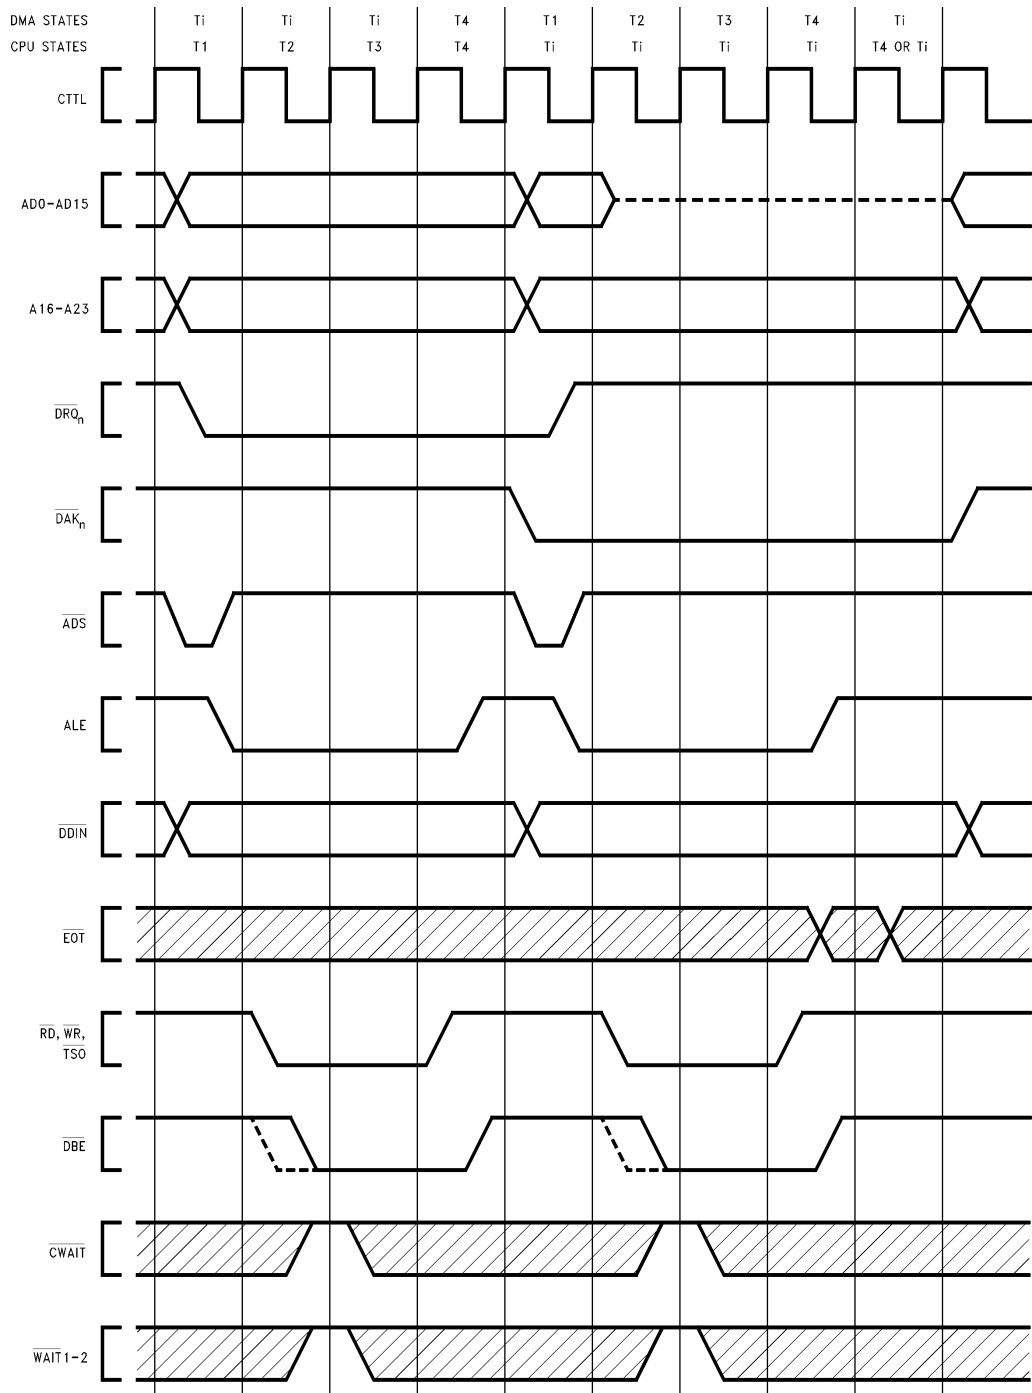 DMA STATES Ti Ti Ti T4 T1 T2 T3 T4 Ti
CPU STATES T1 T2 T3 T4 Ti Ti Ti Ti T4 OR Ti
CTTL
AD0-AD15
A16-A23
DRQn
DAKn
ADS
ALE
DDIN
EOT
RD, WR,
TSO
DBE
CWAIT
WAIT1-2